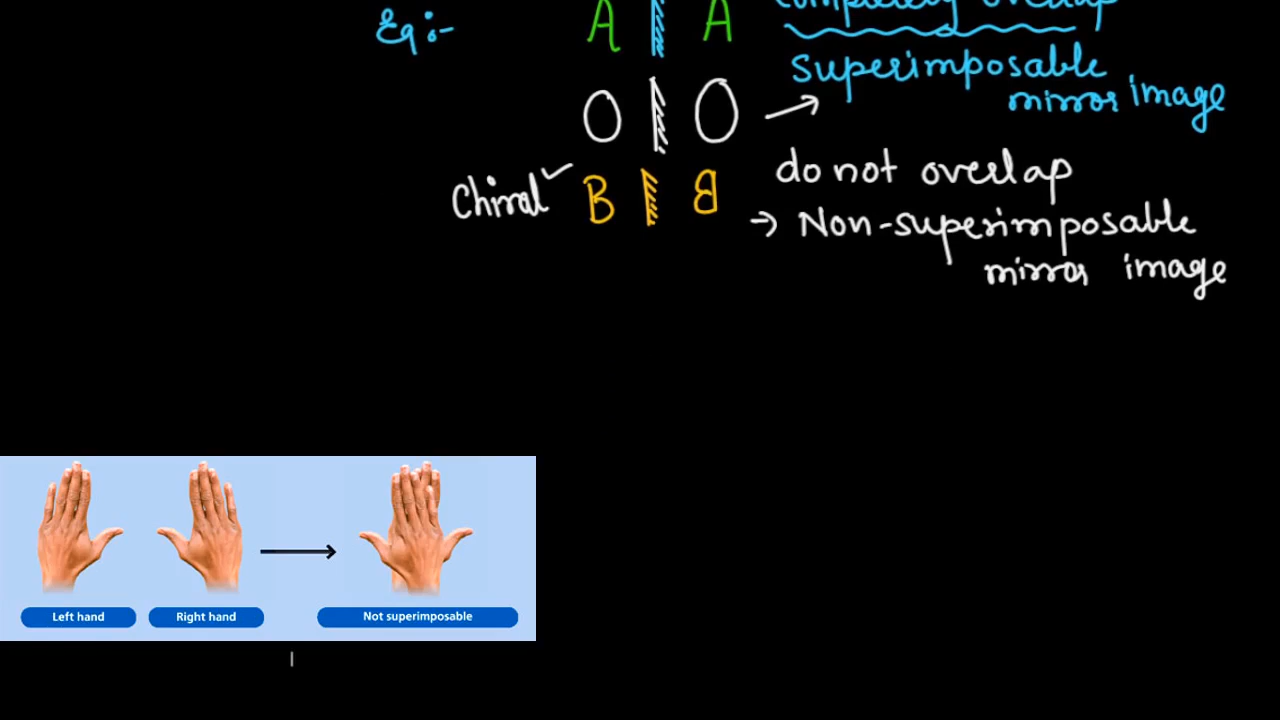 Eg:-
A A
completely overlap
superimposable
mirror image
O O
do not overlap
Chiral B B
Non-superimposable
mirror image
Left hand
Right hand
Not superimposable